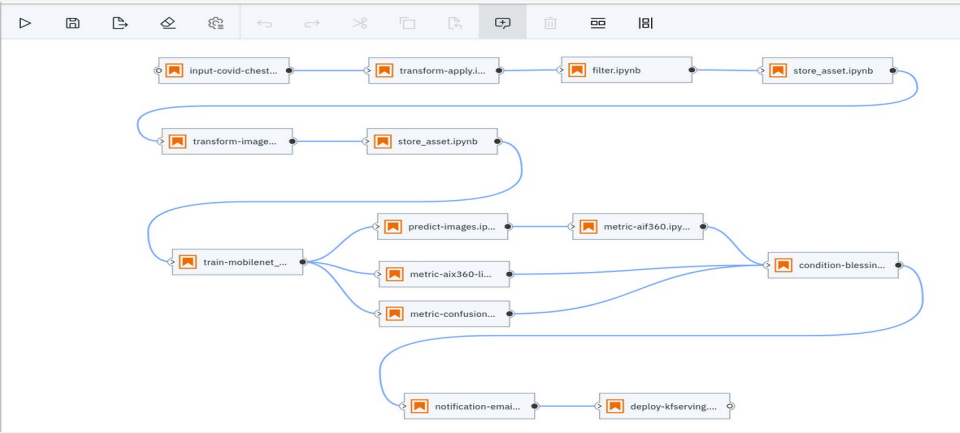 input-covid-chest...
transform-apply.i...
filter.ipynb
store_asset.ipynb
transform-image...
store_asset.ipynb
predict-images.ip...
metric-aif360.ipy...
train-mobilenet_...
metric-aix360-li...
condition-blessin...
metric-confusion...
notification-emai...
deploy-kfserving....